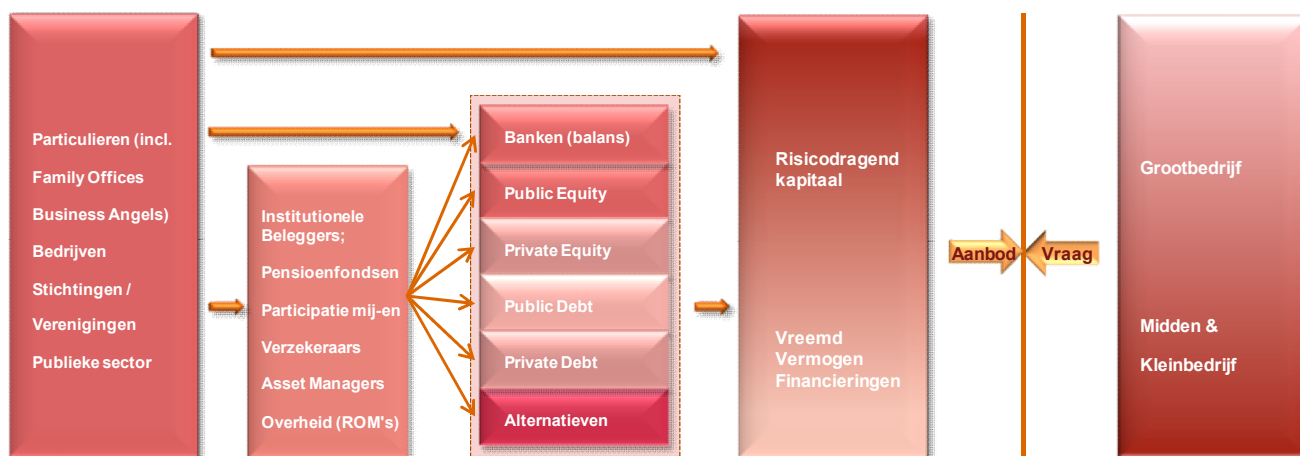 Particulieren (incl.
Family Offices
Business Angels)
Bedrijven
Stichtingen /
Verenigingen
Publieke sector
Institutionele
Beleggers;
Pensioenfondsen
Participatie mij-en
Verzekeraars
Asset Managers
Overheid (ROM's)
Banken (balans)
Public Equity
Private Equity
Public Debt
Private Debt
Alternatieven
Risicodragend
kapitaal
Vreemd
Vermogen
Financieringen
Aanbod
Vraag
Grootbedrijf
Midden &
Kleinbedrijf